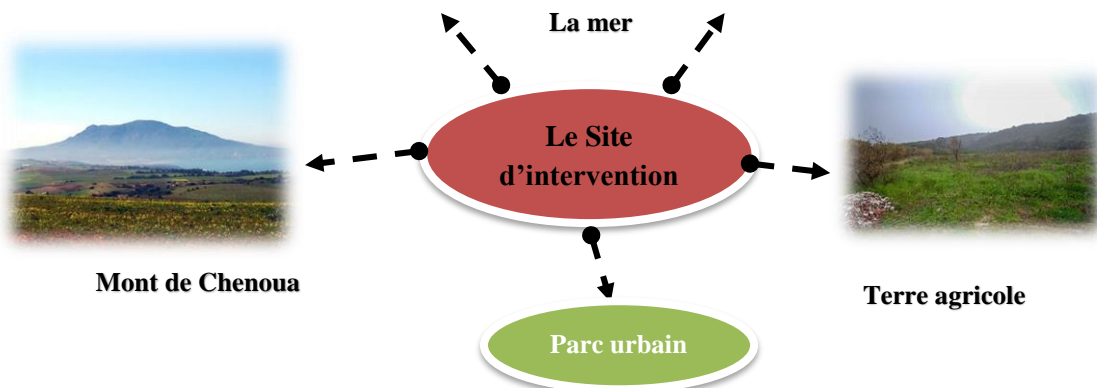 La mer
Le Site
d’intervention
Mont de Chenoua
Terre agricole
Parc urbain